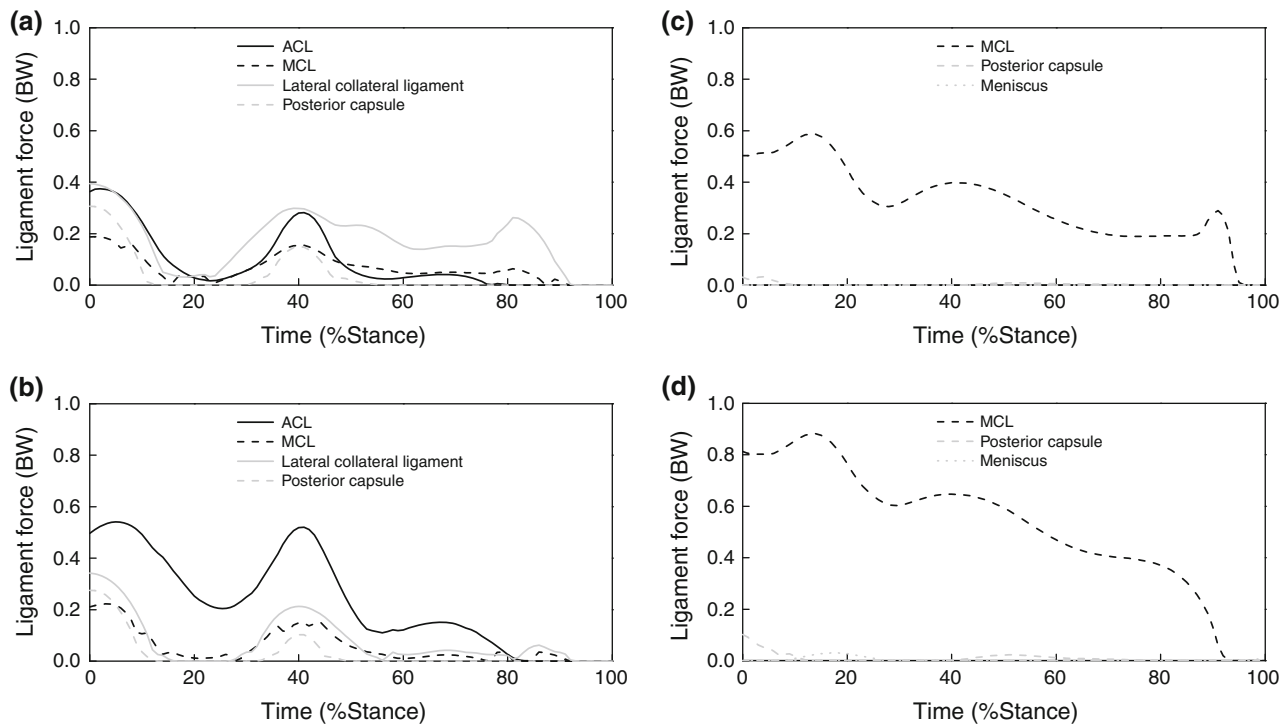 (a)
1.0
0.8
0.6
0.4
0.2
0.0
Ligament force (BW)
ACL
MCL
Lateral collateral ligament
Posterior capsule
0 20 40 60 80 100
Time (%Stance)
(c)
1.0
0.8
0.6
0.4
0.2
0.0
Ligament force (BW)
MCL
Posterior capsule
Meniscus
0 20 40 60 80 100
Time (%Stance)
(b)
1.0
0.8
0.6
0.4
0.2
0.0
Ligament force (BW)
ACL
MCL
Lateral collateral ligament
Posterior capsule
0 20 40 60 80 100
Time (%Stance)
(d)
1.0
0.8
0.6
0.4
0.2
0.0
Ligament force (BW)
MCL
Posterior capsule
Meniscus
0 20 40 60 80 100
Time (%Stance)